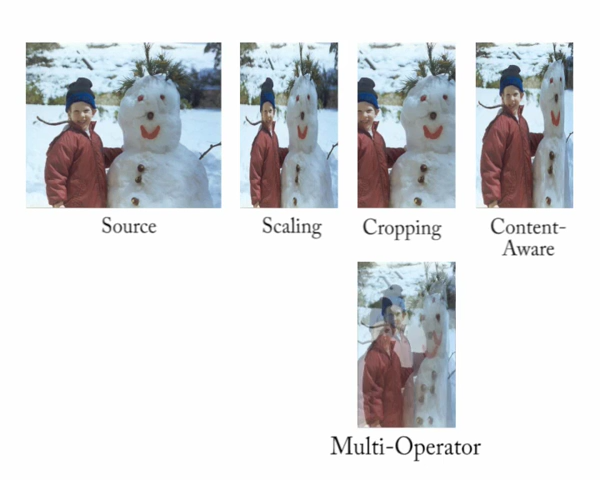 Source
Scaling
Cropping
Content-
Aware
Multi-Operator